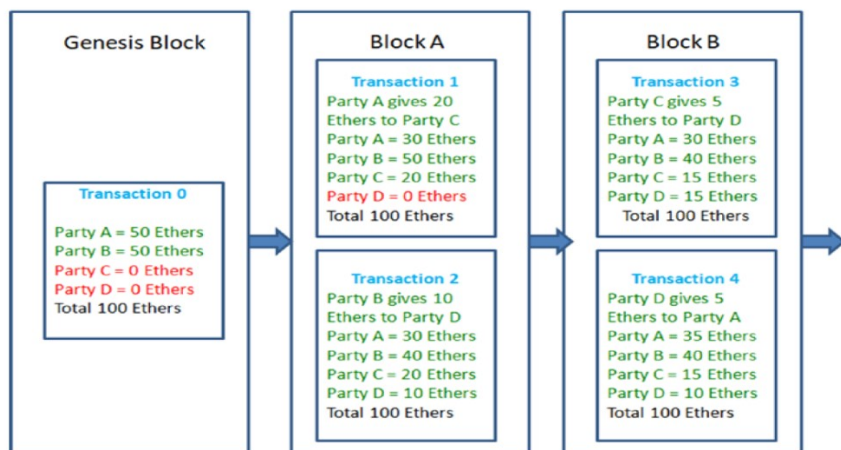 Genesis Block
Transaction 0
Party A = 50 Ethers
Party B = 50 Ethers
Party C = 0 Ethers
Party D = 0 Ethers
Total 100 Ethers
Block A
Transaction 1
Party A gives 20
Ethers to Party C
Party A = 30 Ethers
Party B = 50 Ethers
Party C = 20 Ethers
Party D = 0 Ethers
Total 100 Ethers
Transaction 2
Party B gives 10
Ethers to Party D
Party A = 30 Ethers
Party B = 40 Ethers
Party C = 20 Ethers
Party D = 10 Ethers
Total 100 Ethers
Block B
Transaction 3
Party C gives 5
Ethers to Party D
Party A = 30 Ethers
Party B = 40 Ethers
Party C = 15 Ethers
Party D = 15 Ethers
Total 100 Ethers
Transaction 4
Party D gives 5
Ethers to Party A
Party A = 35 Ethers
Party B = 40 Ethers
Party C = 15 Ethers
Party D = 10 Ethers
Total 100 Ethers